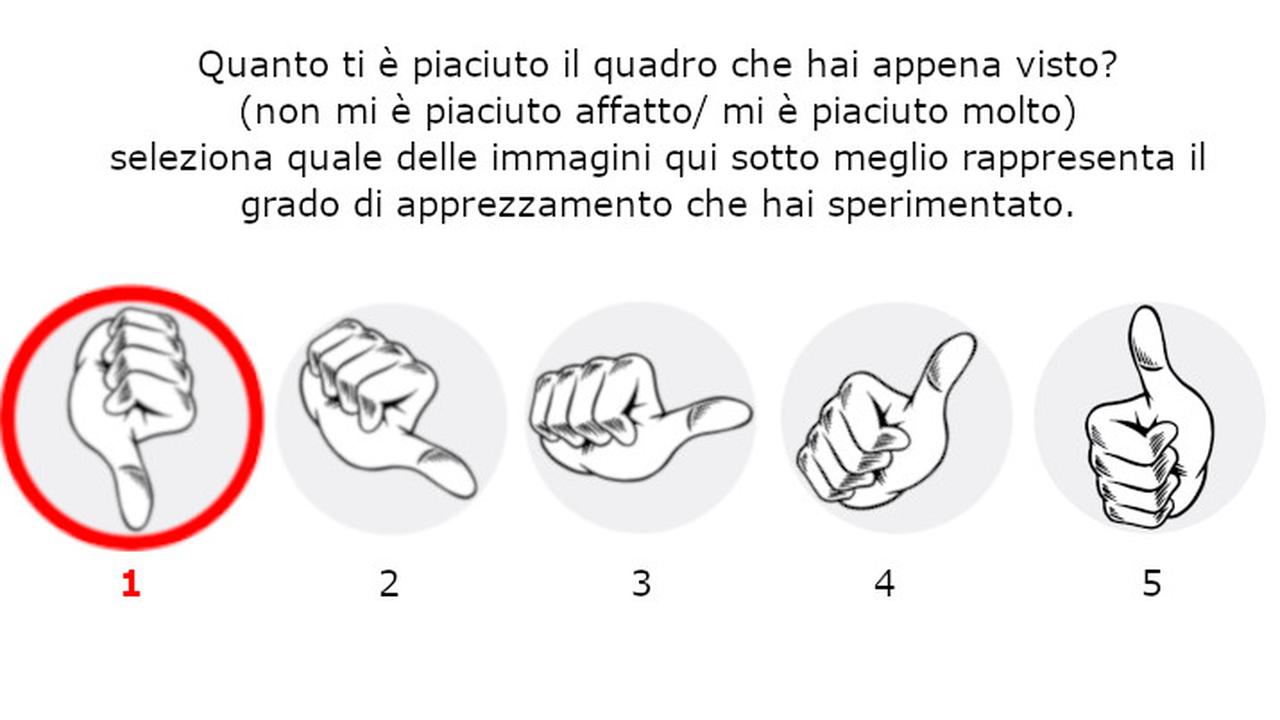 Quanto ti è piaciuto il quadro che hai appena visto?
(non mi è piaciuto affatto/ mi è piaciuto molto)
seleziona quale delle immagini qui sotto meglio rappresenta il
grado di apprezzamento che hai sperimentato.
1 2 3 4 5